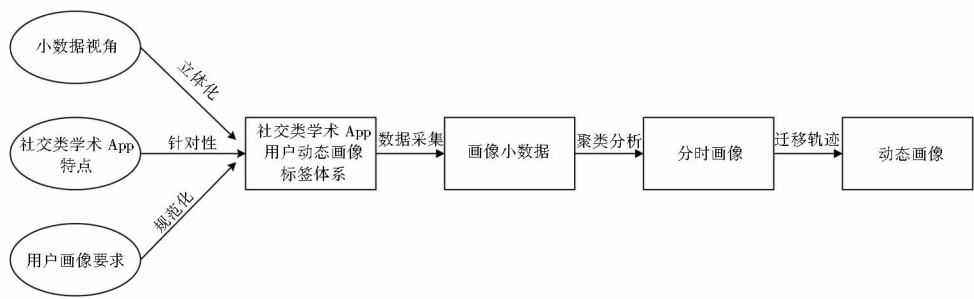 小数据视角
立体化
社交类学术 App
特点
针对性
社交类学术 App
用户动态画像
标签体系
数据采集
画像小数据
聚类分析
分时画像
迁移轨迹
动态画像
规范化
用户画像要求